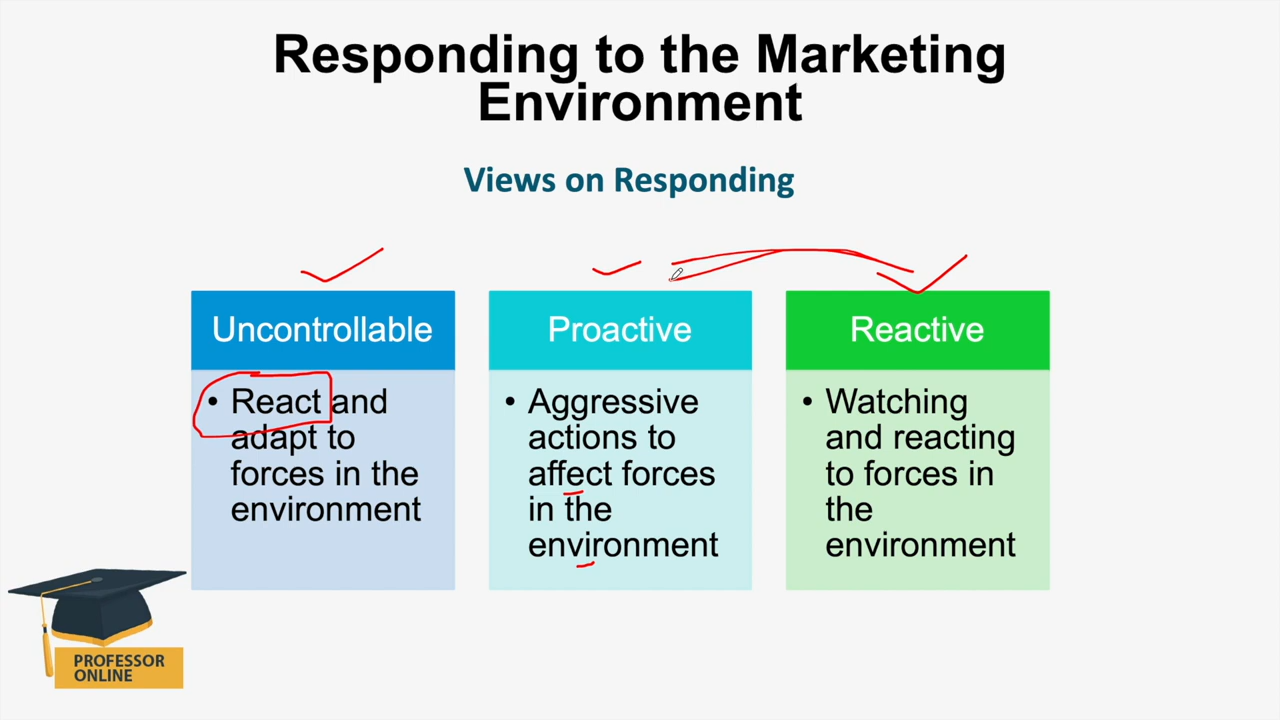 Responding to the Marketing
Environment
Views on Responding
Uncontrollable
• React and
adapt to
forces in the
environment
Proactive
• Aggressive
actions to
affect forces
in the
environment
Reactive
• Watching
and reacting
to forces in
the
environment
PROFESSOR
ONLINE